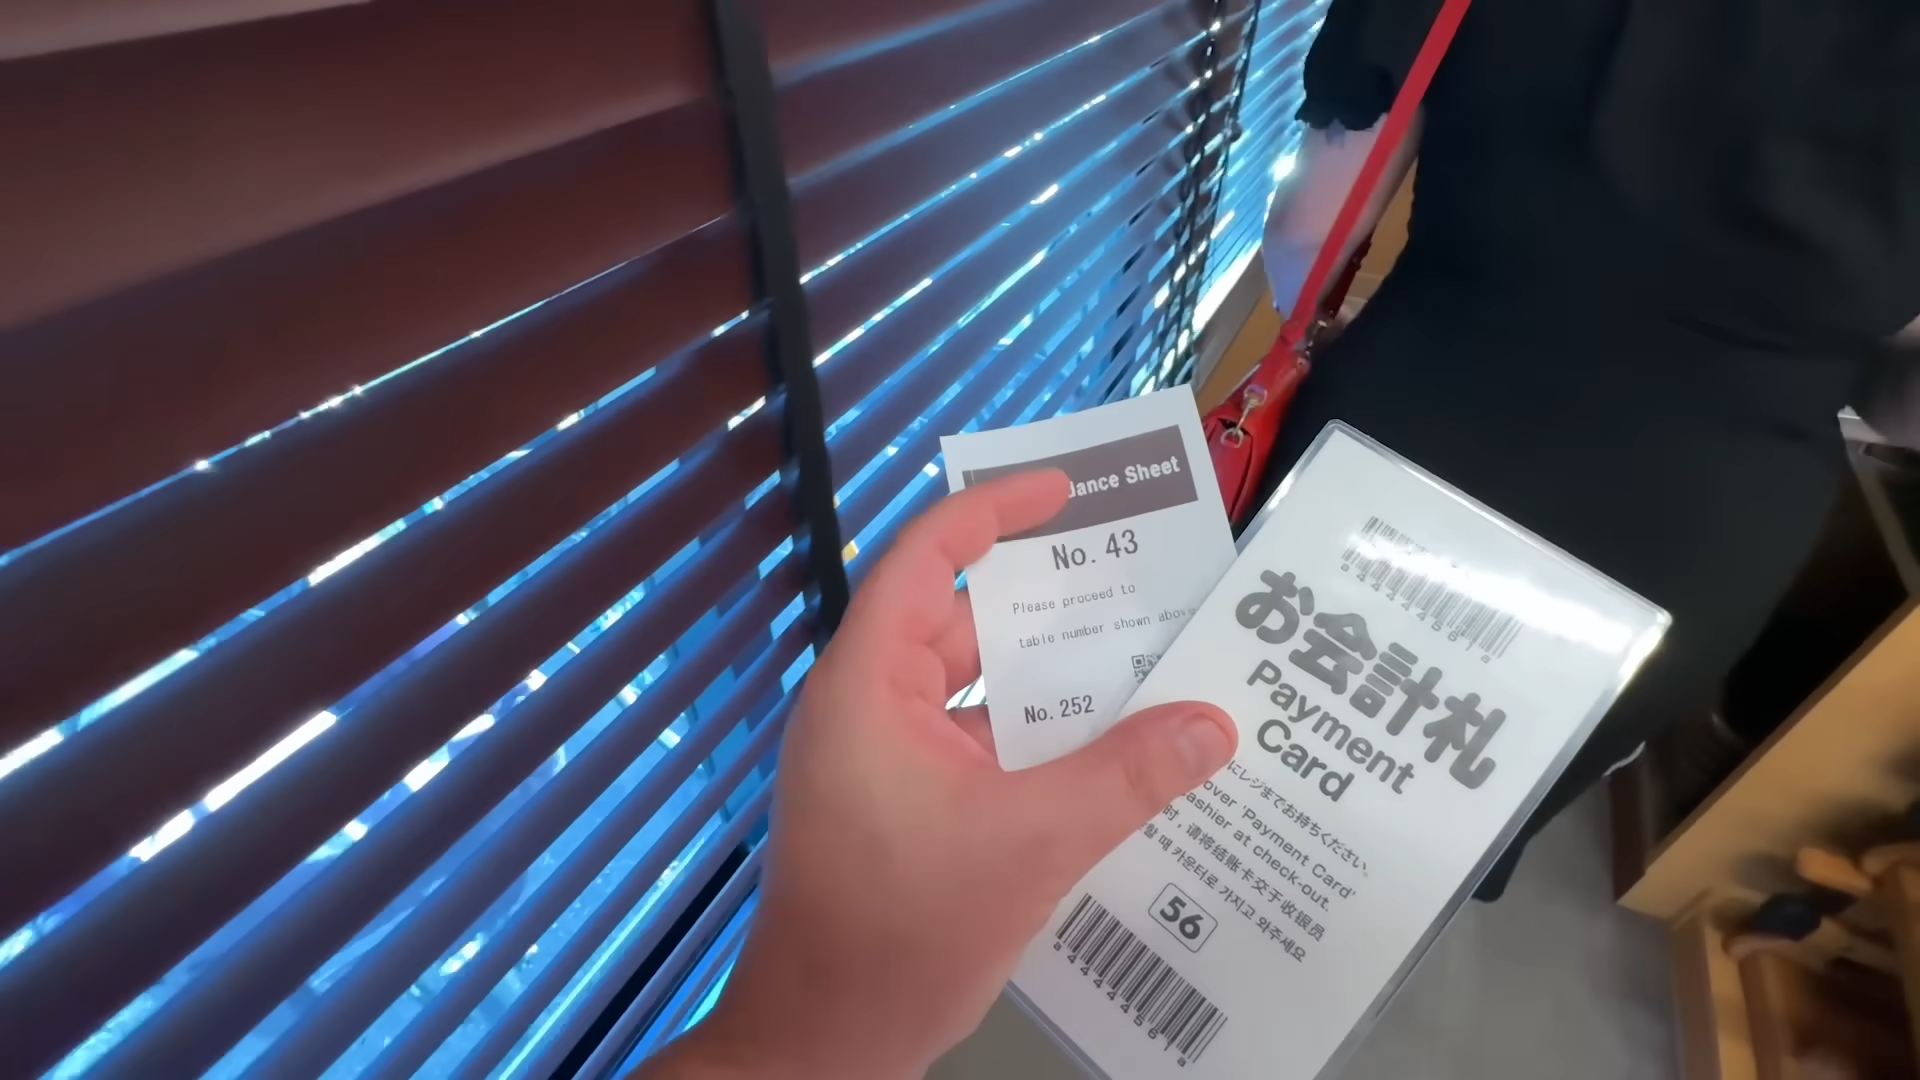 dance Sheet
No. 43
Please proceed to
table number shown above
No. 252
お会計札
Payment
Card
にレジまでお持ちください。
over 'Payment Card'
cashier at check-out.
时，请将结账卡交于收银员
할 때 카운터로 가지고 와주세요
56